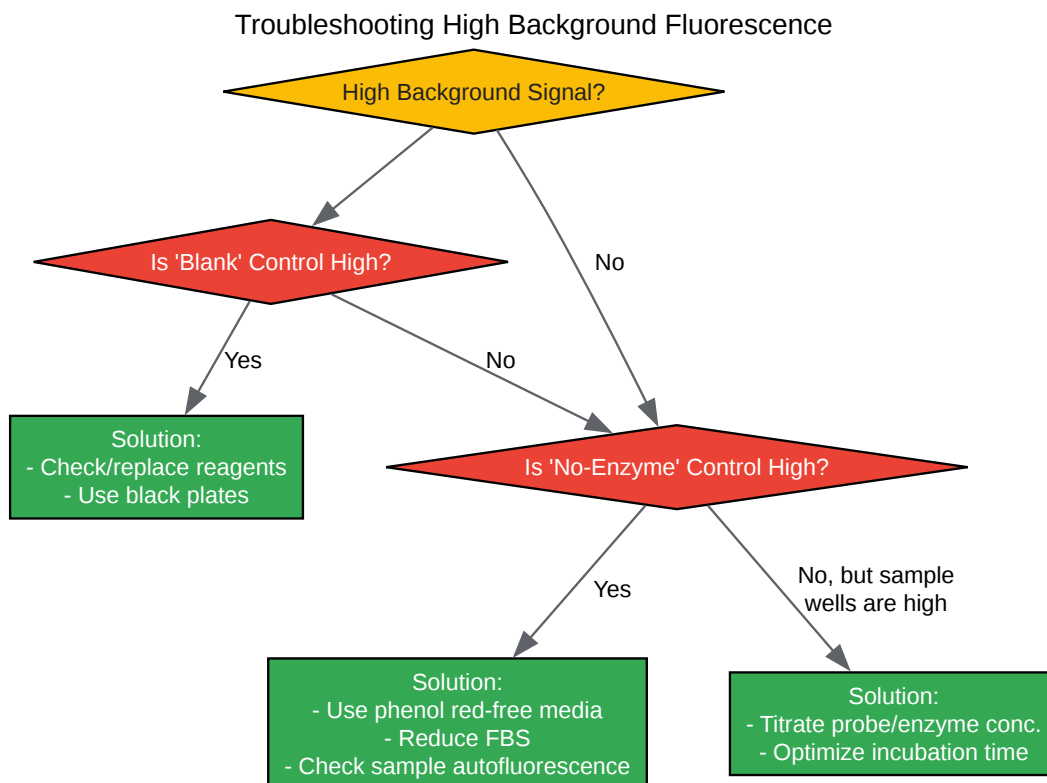 Troubleshooting High Background Fluorescence
High Background Signal?
Is 'Blank' Control High?
No
Yes
No
Solution:
- Check/replace reagents
- Use black plates
Is 'No-Enzyme' Control High?
Yes
No, but sample
wells are high
Solution:
- Use phenol red-free media
- Reduce FBS
- Check sample autofluorescence
Solution:
- Titrate probe/enzyme conc.
- Optimize incubation time